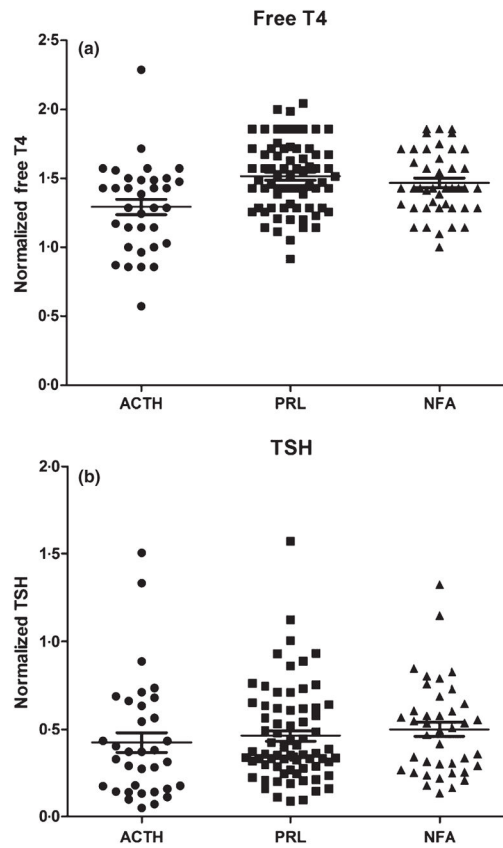 Free T4
(a)
Normalized free T4
2·5
2·0
1·5
1·0
0·5
0·0
ACTH PRL NFA
TSH
(b)
Normalized TSH
2·0
1·5
1·0
0·5
0·0
ACTH PRL NFA